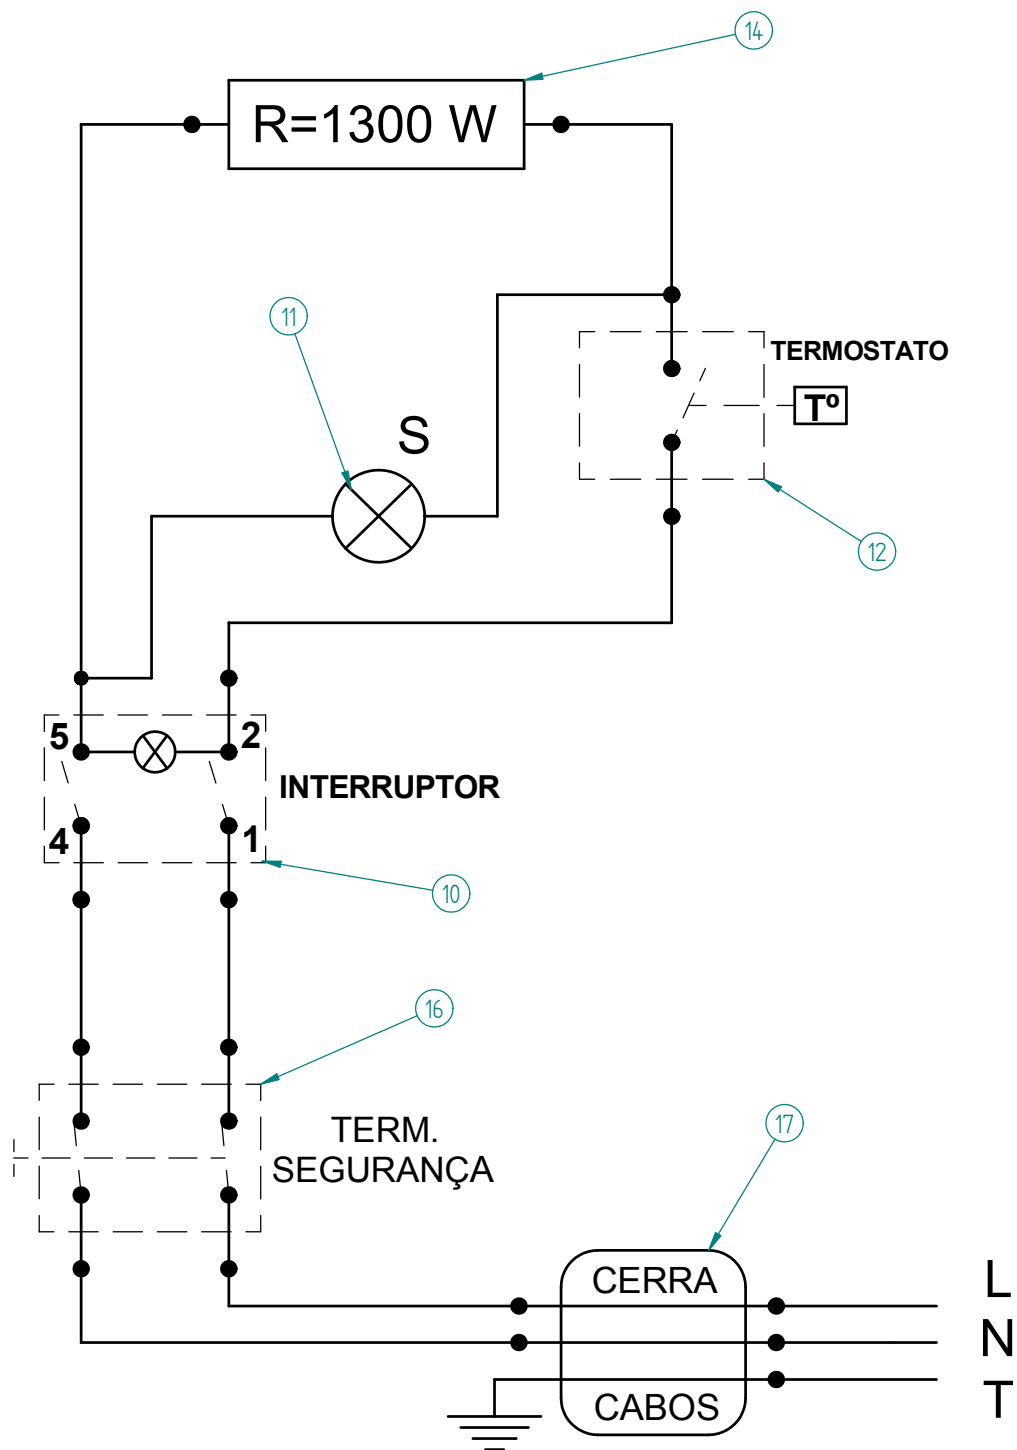 14
R=1300 W
11
TERMOSTATO
Tº
S
12
5
2
INTERRUPTOR
4
1
10
16
17
TERM.
SEGURANÇA
CERRA
L
N
T
CABOS